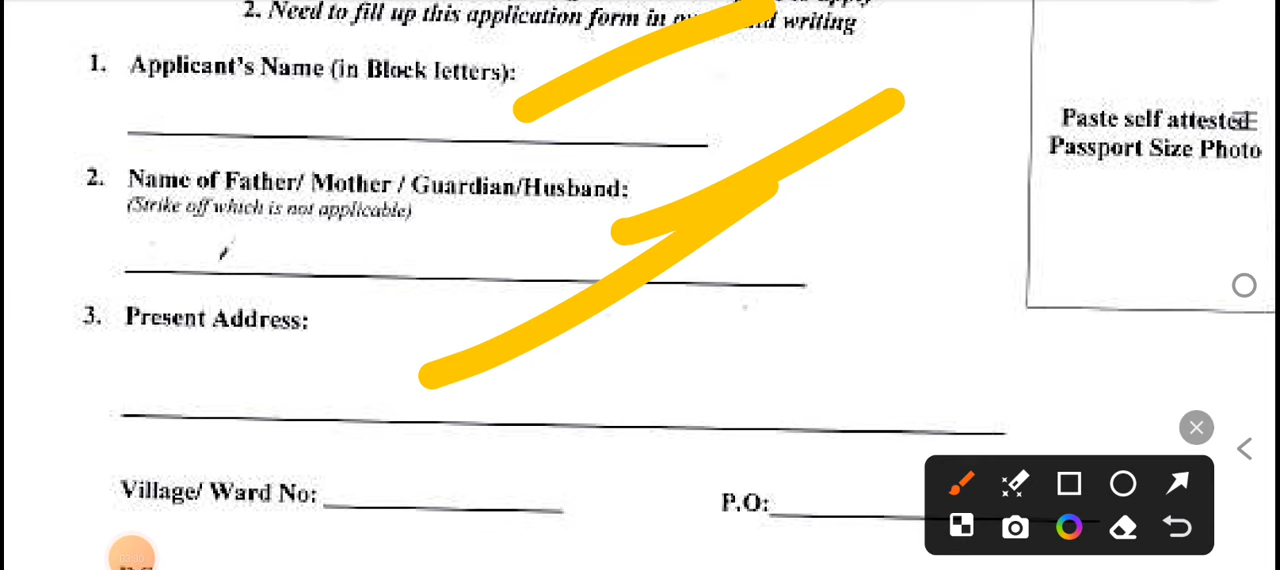 2. Need to fill up this application form in writing
1. Applicant's Name (in Block letters):
2. Name of Father/ Mother / Guardian/Husband:
(Strike off which is not applicable)
3. Present Address:
Village/ Ward No:
P.O:
Paste self attested
Passport Size Photo